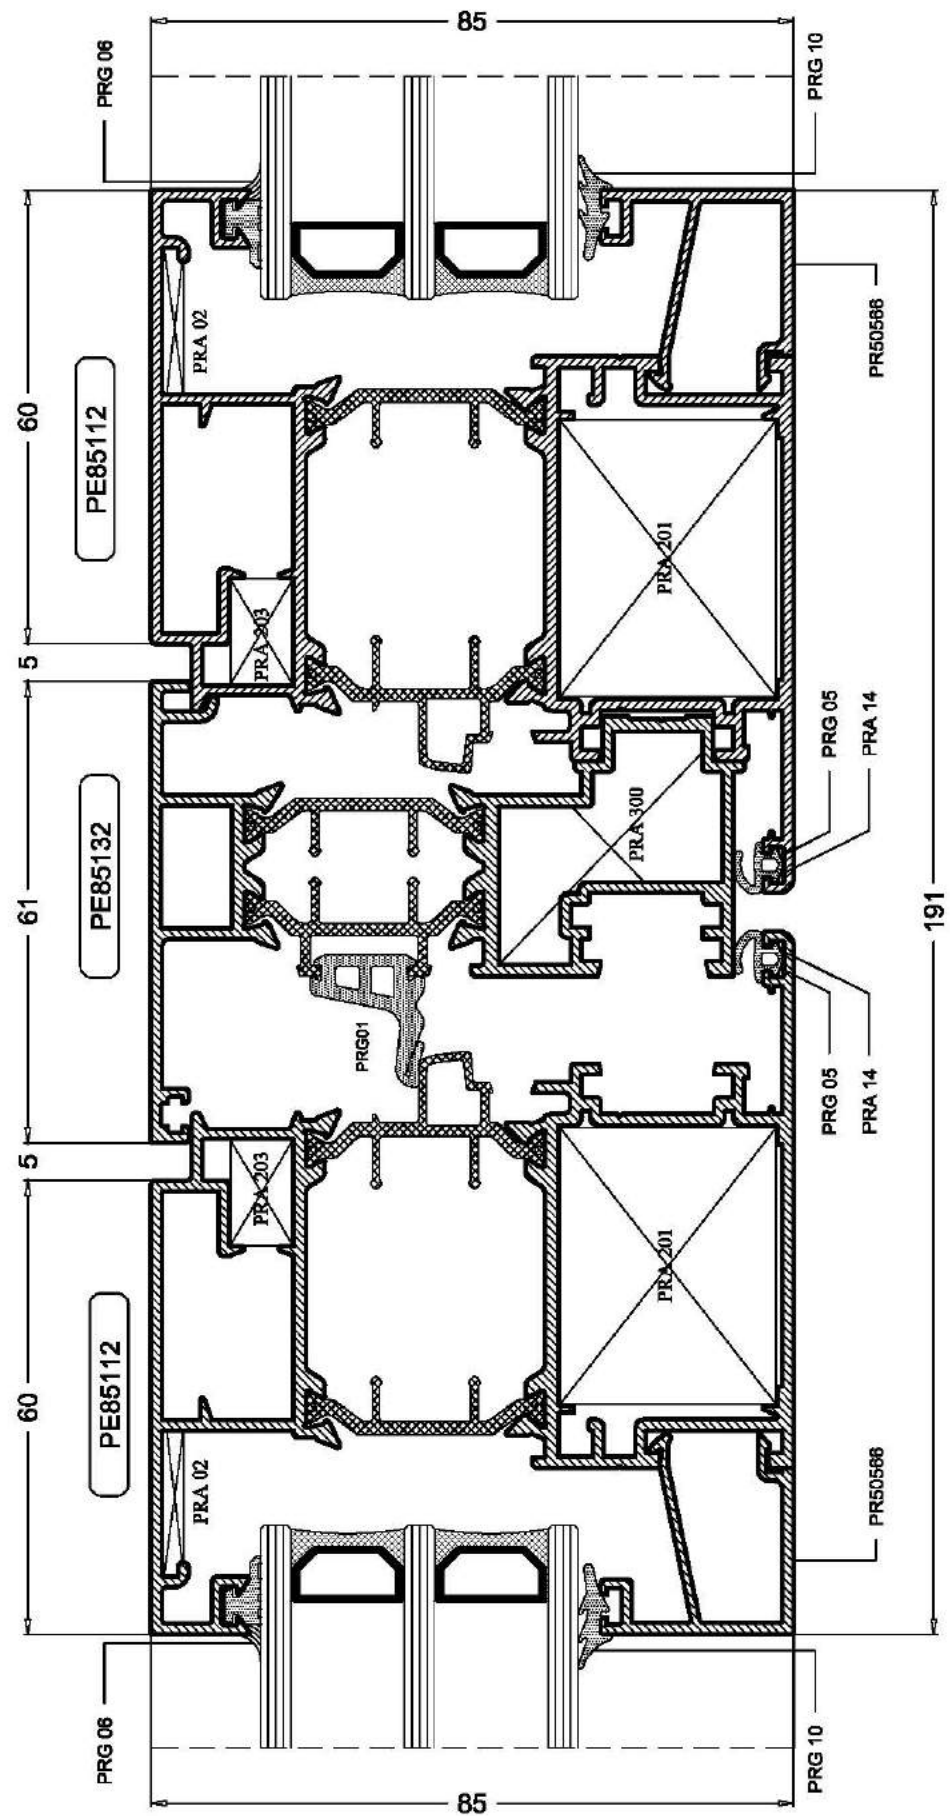 85
PRG 06
PRG 10
60
PE85112
PRA 02
PR50566
PRA 201
PRA 203
5
PRG 05
PRA 14
PE85132
61
PRA 300
191
PRG01
PRG 05
PRA 14
5
PRA 203
PRA 201
60
PE85112
PRA 02
PR50566
PRG 06
PRG 10
85